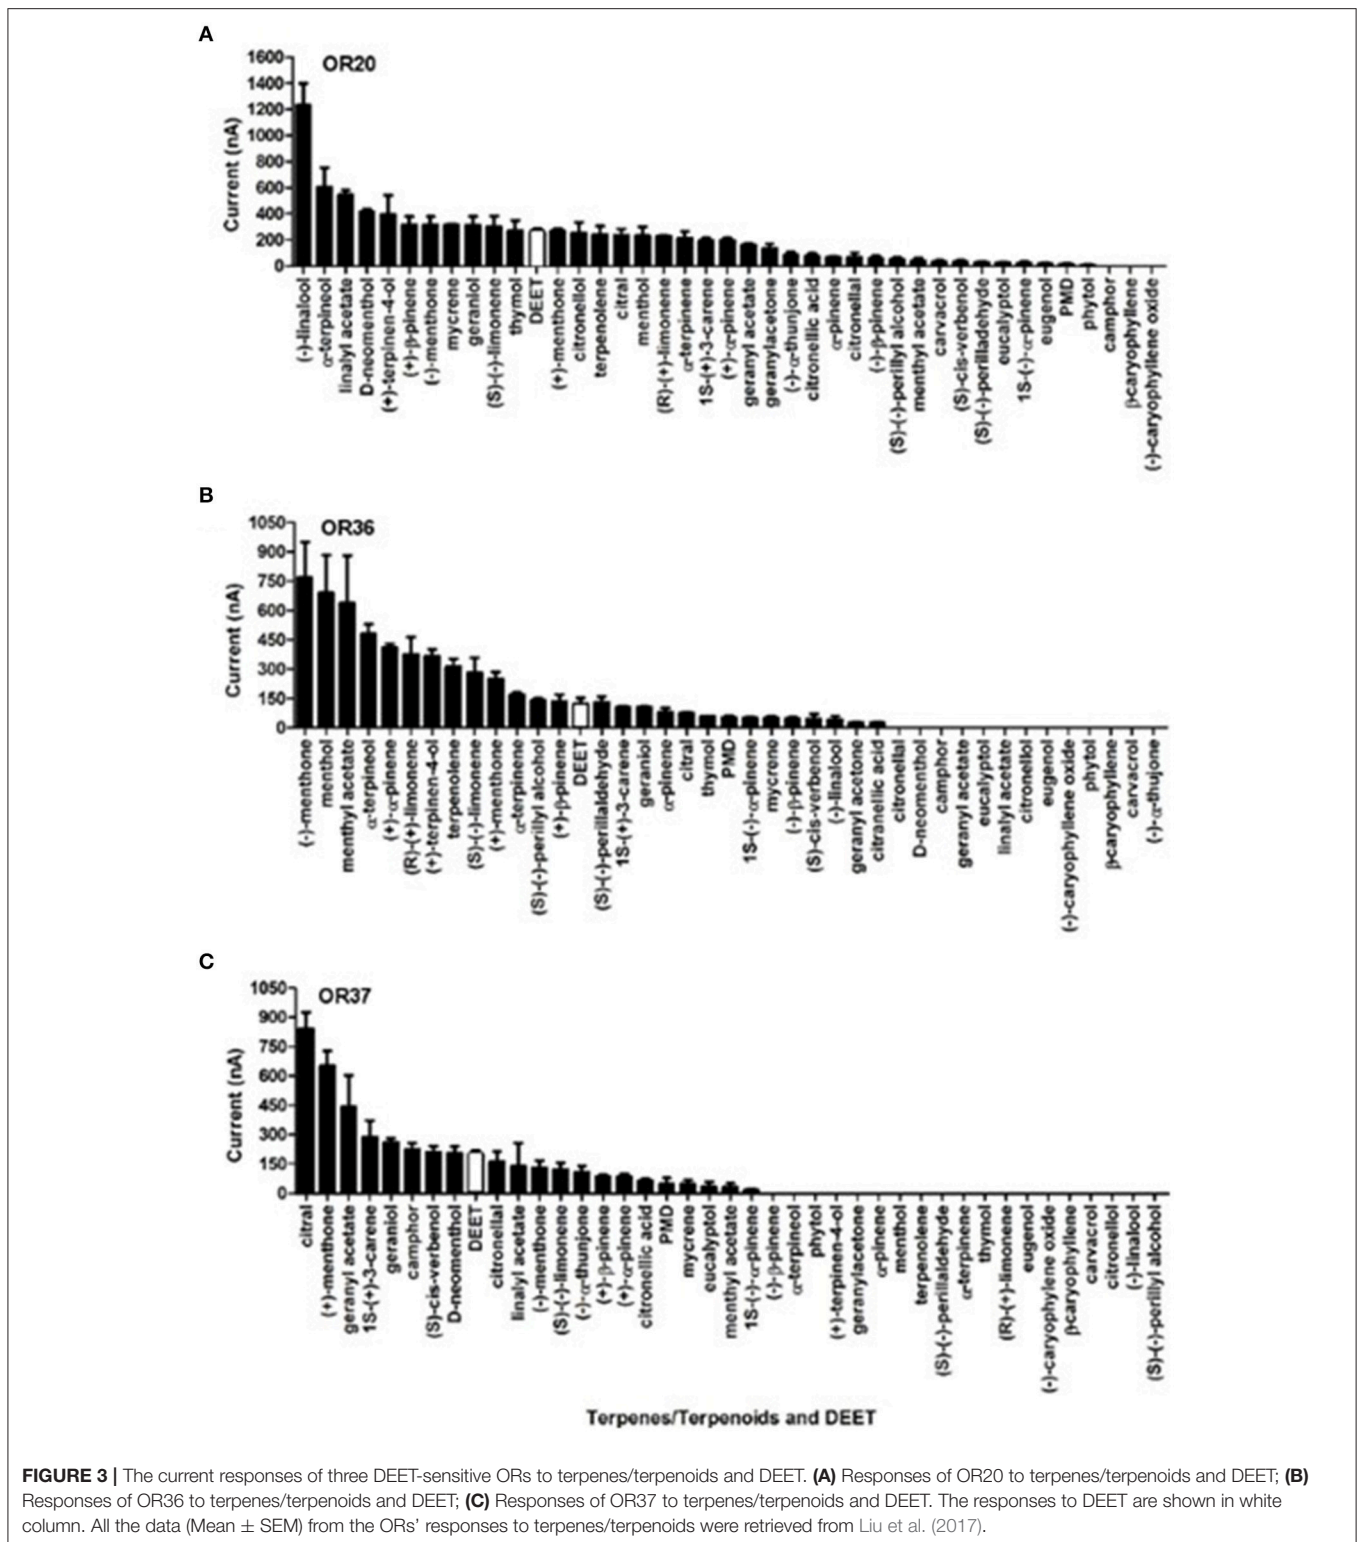 A
OR20
Current (nA)
1600
1400
1200
1000
800
600
400
200
0
(-)-linalool
α-terpineol
linalyl acetate
D-neomenthol
(+)-terpinen-4-ol
(+)-β-pinene
(-)-menthone
mycrene
geraniol
(S)-(-)-limonene
thymol
DEET
(+)-menthone
citronellol
terpenolene
citral
menthol
(R)-(+)-limonene
α-terpinene
1S-(+)-3-carene
(+)-α-pinene
geranyl acetate
geranylacetone
(-)-α-thunjone
citronellic acid
α-pinene
citronellal
(-)-β-pinene
(S)-(-)-perillyl alcohol
menthyl acetate
carvacrol
(S)-cis-verbenol
(S)-(-)-perilladehyde
eucalyptol
1S-(-)-α-pinene
eugenol
PMD
phytol
camphor
β-caryophyllene
(-)-caryophyllene oxide
B
OR36
Current (nA)
1050
900
750
600
450
300
150
0
(-)-menthone
menthol
menthyl acetate
α-terpineol
(+)-α-pinene
(R)-(+)-limonene
(+)-terpinen-4-ol
terpenolene
(S)-(-)-limonene
(+)-menthone
α-terpinene
(S)-(-)-perillyl alcohol
(+)-β-pinene
DEET
(S)-(-)-perillaldehyde
1S-(+)-3-carene
geraniol
α-pinene
citral
thymol
PMD
1S-(-)-α-pinene
mycrene
(-)-β-pinene
(S)-cis-verbenol
(-)-linalool
geranyl acetone
citranellic acid
citronellal
D-neomenthol
camphor
geranyl acetate
eucalyptol
linalyl acetate
citronellol
eugenol
(-)-caryophyllene oxide
phytol
β-caryophyllene
carvacrol
(-)-α-thujone
C
OR37
Current (nA)
1050
900
750
600
450
300
150
0
citral
(+)-menthone
geranyl acetate
1S-(+)-3-carene
geraniol
camphor
(S)-cis-verbenol
D-neomenthol
DEET
citronellal
linalyl acetate
(-)-menthone
(S)-(-)-limonene
(-)-α-thunjone
(+)-β-pinene
(+)-α-pinene
citronellic acid
PMD
mycrene
eucalyptol
menthyl acetate
1S-(-)-α-pinene
(-)-β-pinene
α-terpineol
phytol
(+)-terpinen-4-ol
geranylacetone
α-pinene
menthol
terpenolene
(S)-(-)-perillaldehyde
α-terpinene
thymol
(R)-(+)-limonene
eugenol
(-)-caryophylene oxide
β-caryophyllene
carvacrol
citronellol
(-)-linalool
(S)-(-)-perillyl alcohol
Terpenes/Terpenoids and DEET
FIGURE 3 | The current responses of three DEET-sensitive ORs to terpenes/terpenoids and DEET. (A) Responses of OR20 to terpenes/terpenoids and DEET; (B)
Responses of OR36 to terpenes/terpenoids and DEET; (C) Responses of OR37 to terpenes/terpenoids and DEET. The responses to DEET are shown in white
column. All the data (Mean ± SEM) from the ORs' responses to terpenes/terpenoids were retrieved from Liu et al. (2017).